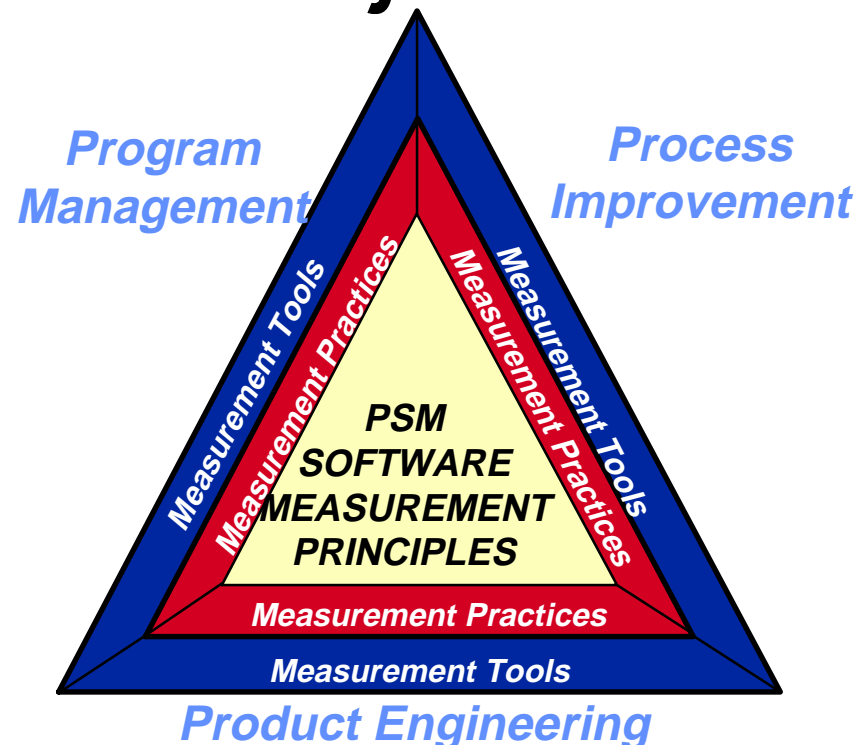 Program
Management
Process
Improvement
Measurement Tools
Measurement Practices
Measurement Practices
Measurement Tools
PSM
SOFTWARE
MEASUREMENT
PRINCIPLES
Measurement Practices
Measurement Tools
Product Engineering